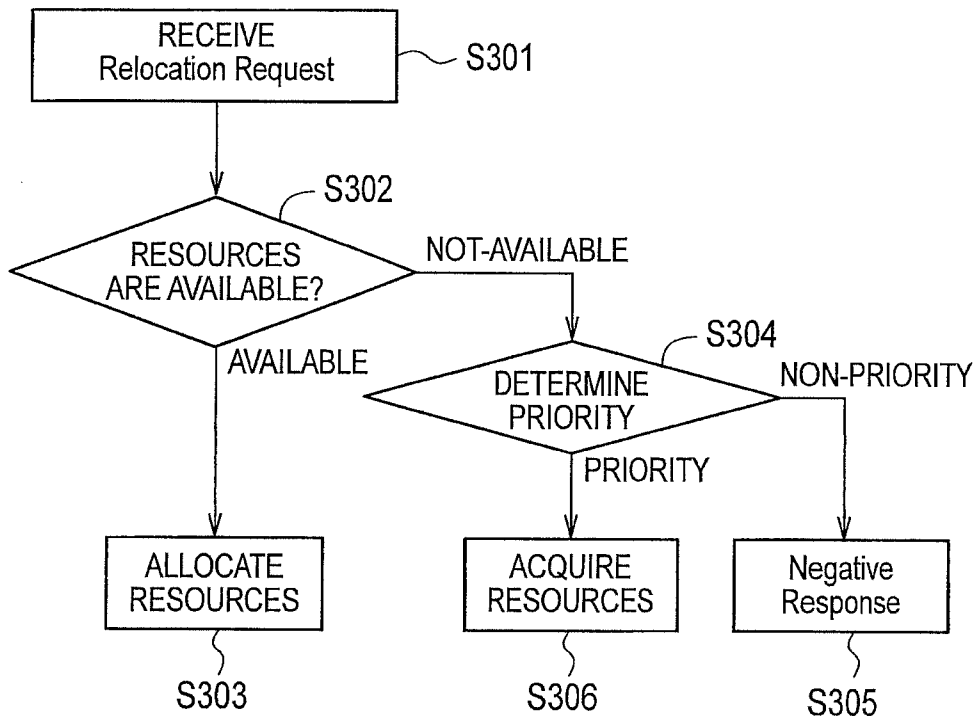 RECEIVE
Relocation Request
S301
S302
RESOURCES
ARE AVAILABLE?
NOT-AVAILABLE
AVAILABLE
S304
DETERMINE
PRIORITY
NON-PRIORITY
PRIORITY
ALLOCATE
RESOURCES
ACQUIRE
RESOURCES
Negative
Response
S303
S306
S305